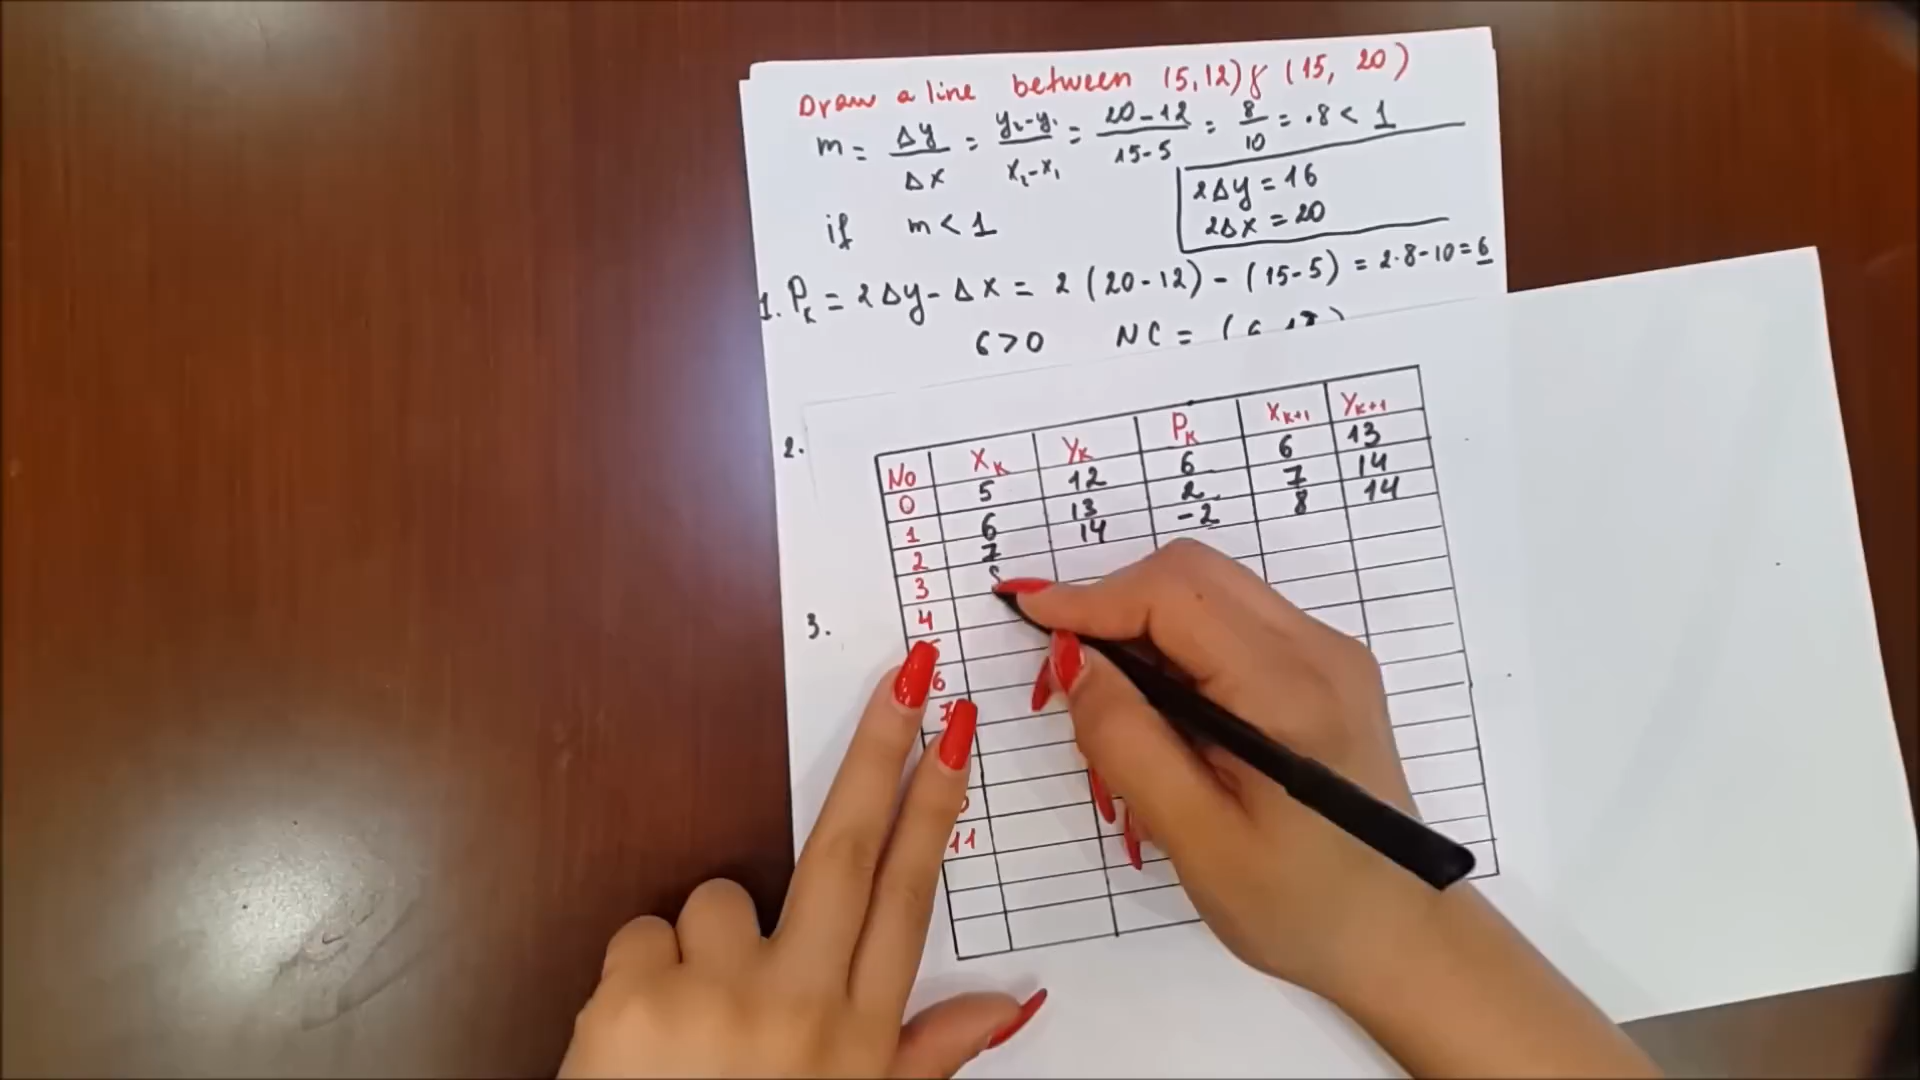 Draw a line between (5,12) & (15, 20)
m = Δy/Δx = y₂-y₁/x₂-x₁ = 20-12/15-5 = 8/10 = .8 < 1
if m < 1
2Δy = 16
2Δx = 20
1. Pₖ = 2Δy - Δx = 2 (20-12) - (15-5) = 2.8-10 = 6
6>0 NC = (
2.
No Xₖ Yₖ Pₖ Xₖ₊₁ Yₖ₊₁
0 5 12 6 6 13
1 6 13 2 7 14
2 7 14 -2 8 14
3
4
6
11
3.